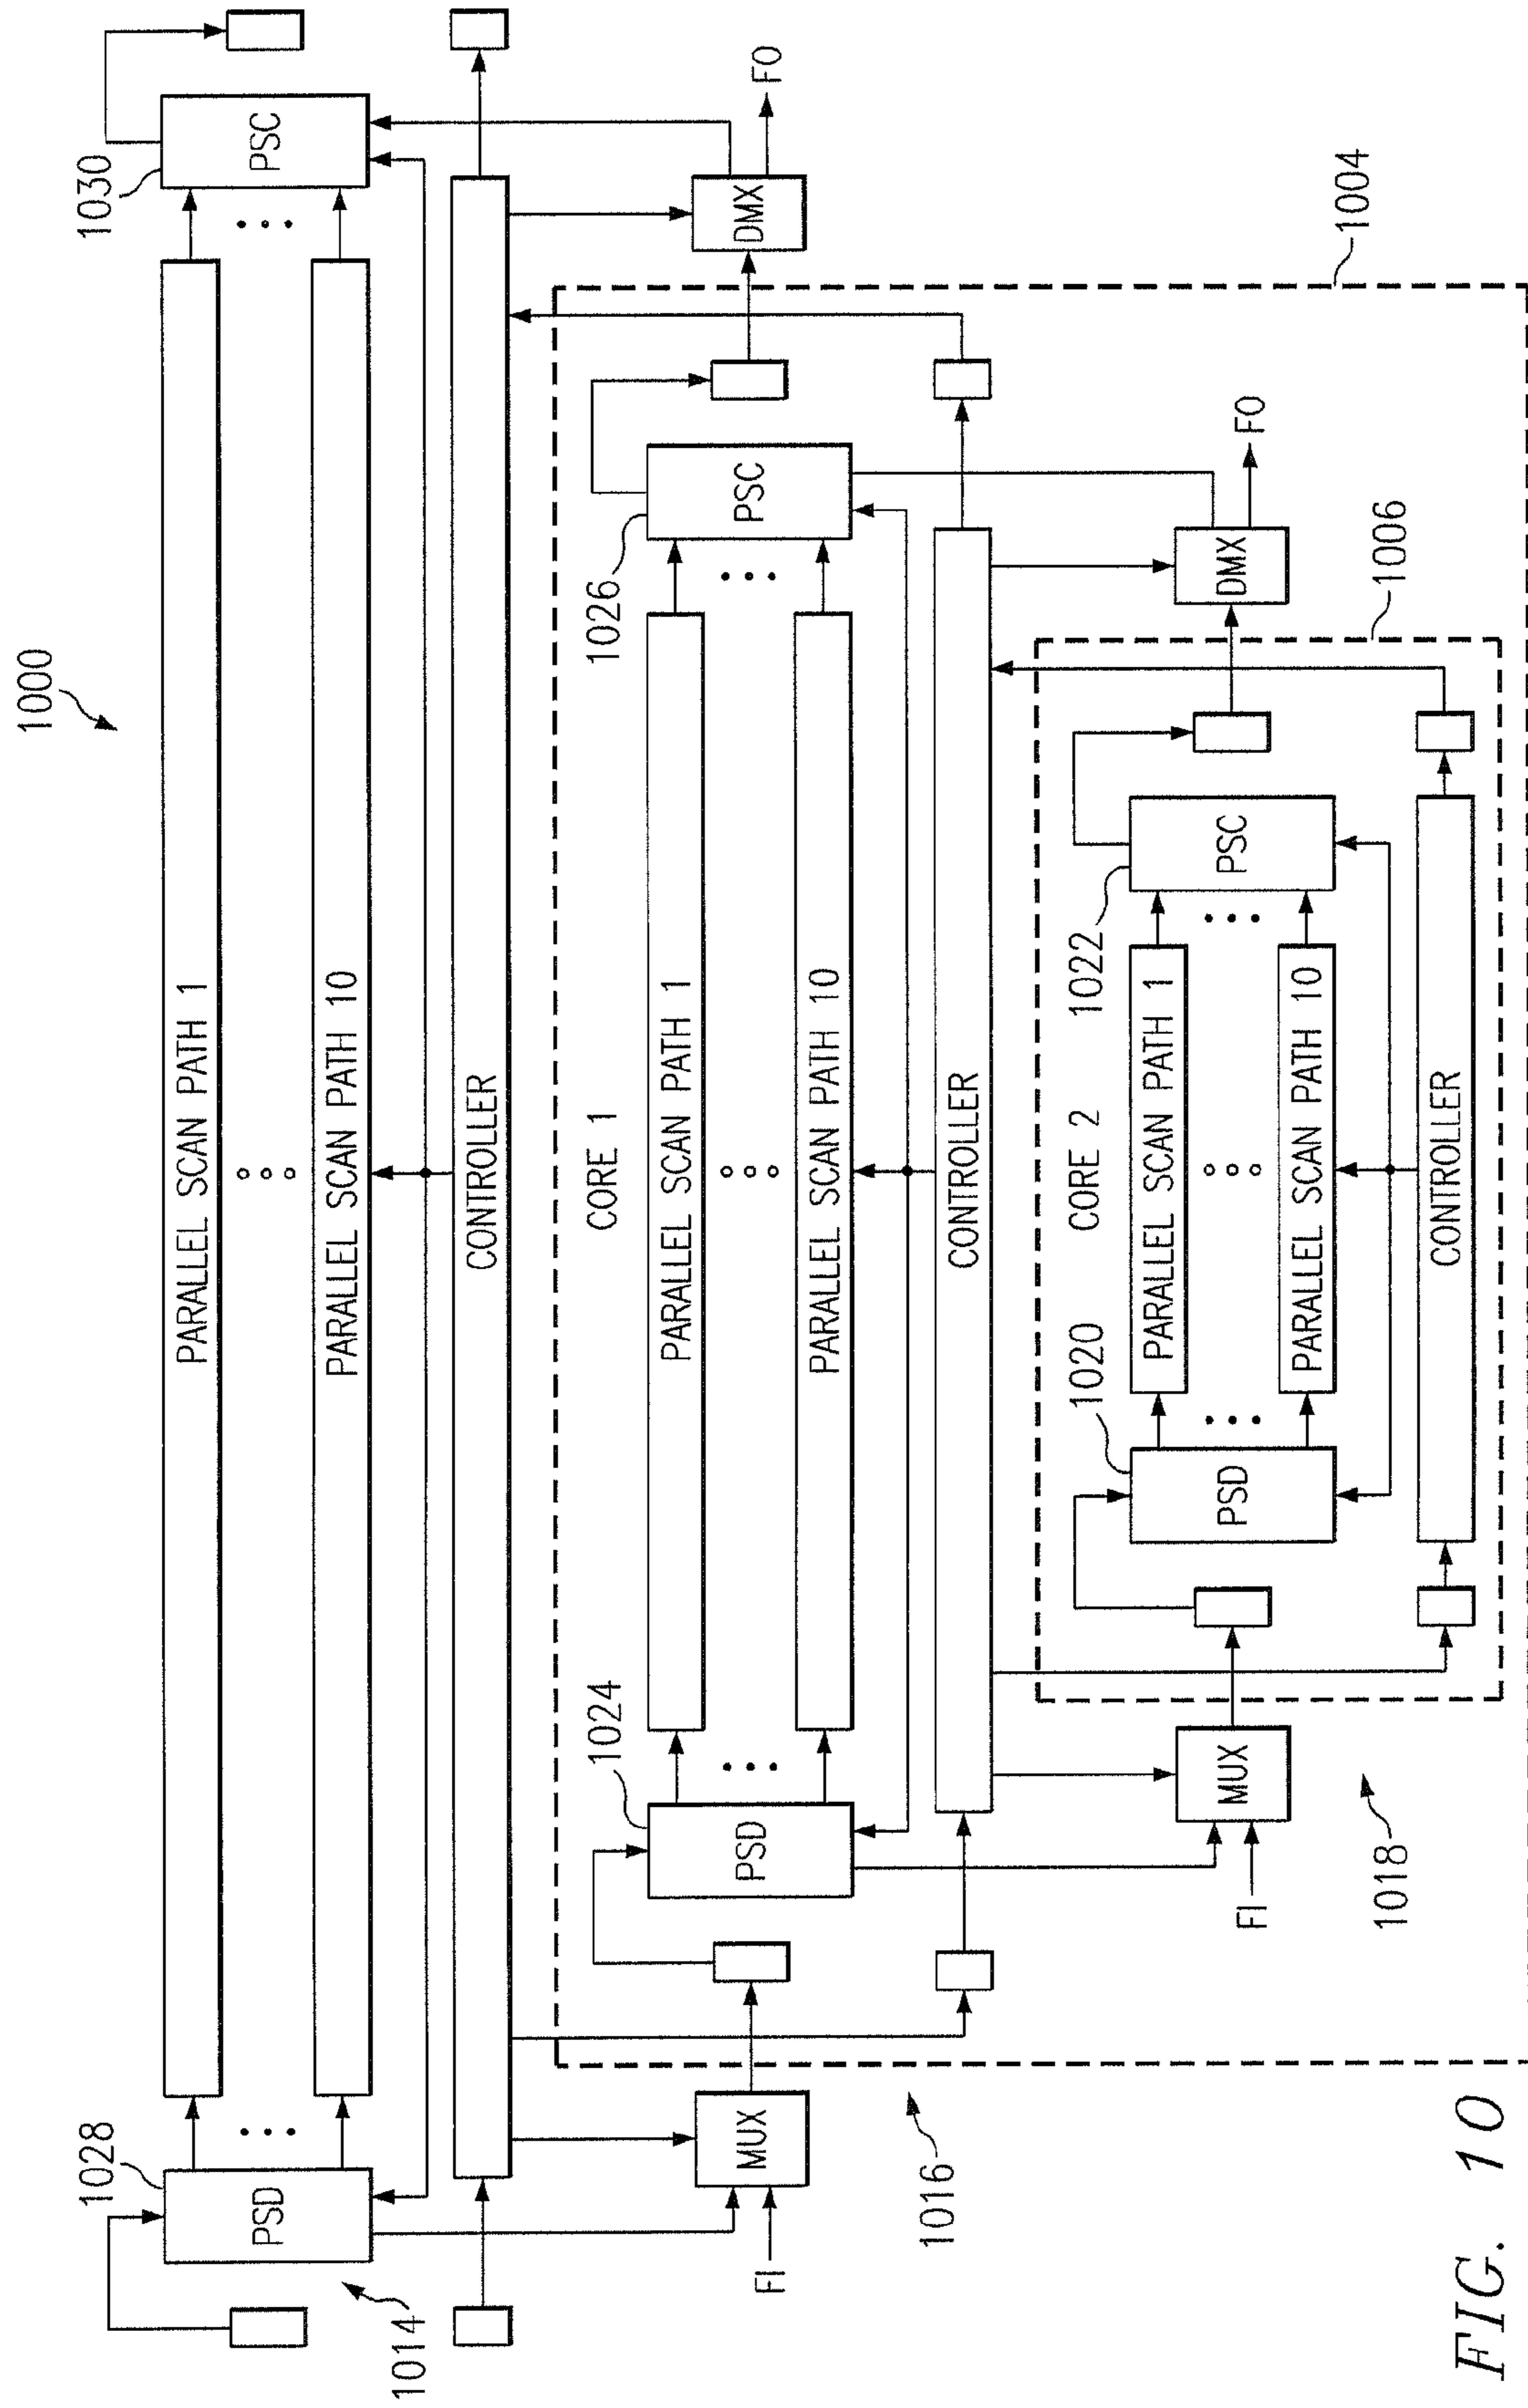 1000
1028
1030
PSD
PARALLEL SCAN PATH 1
PSC
PARALLEL SCAN PATH 10
1014
CONTROLLER
CORE 1
1024
1026
PSD
PARALLEL SCAN PATH 1
PSC
MUX
DMX
FI
FO
PARALLEL SCAN PATH 10
1016
CONTROLLER
1004
CORE 2
1020
1022
PSD
PARALLEL SCAN PATH 1
PSC
MUX
DMX
FI
FO
PARALLEL SCAN PATH 10
1018
CONTROLLER
1006
FIG. 10